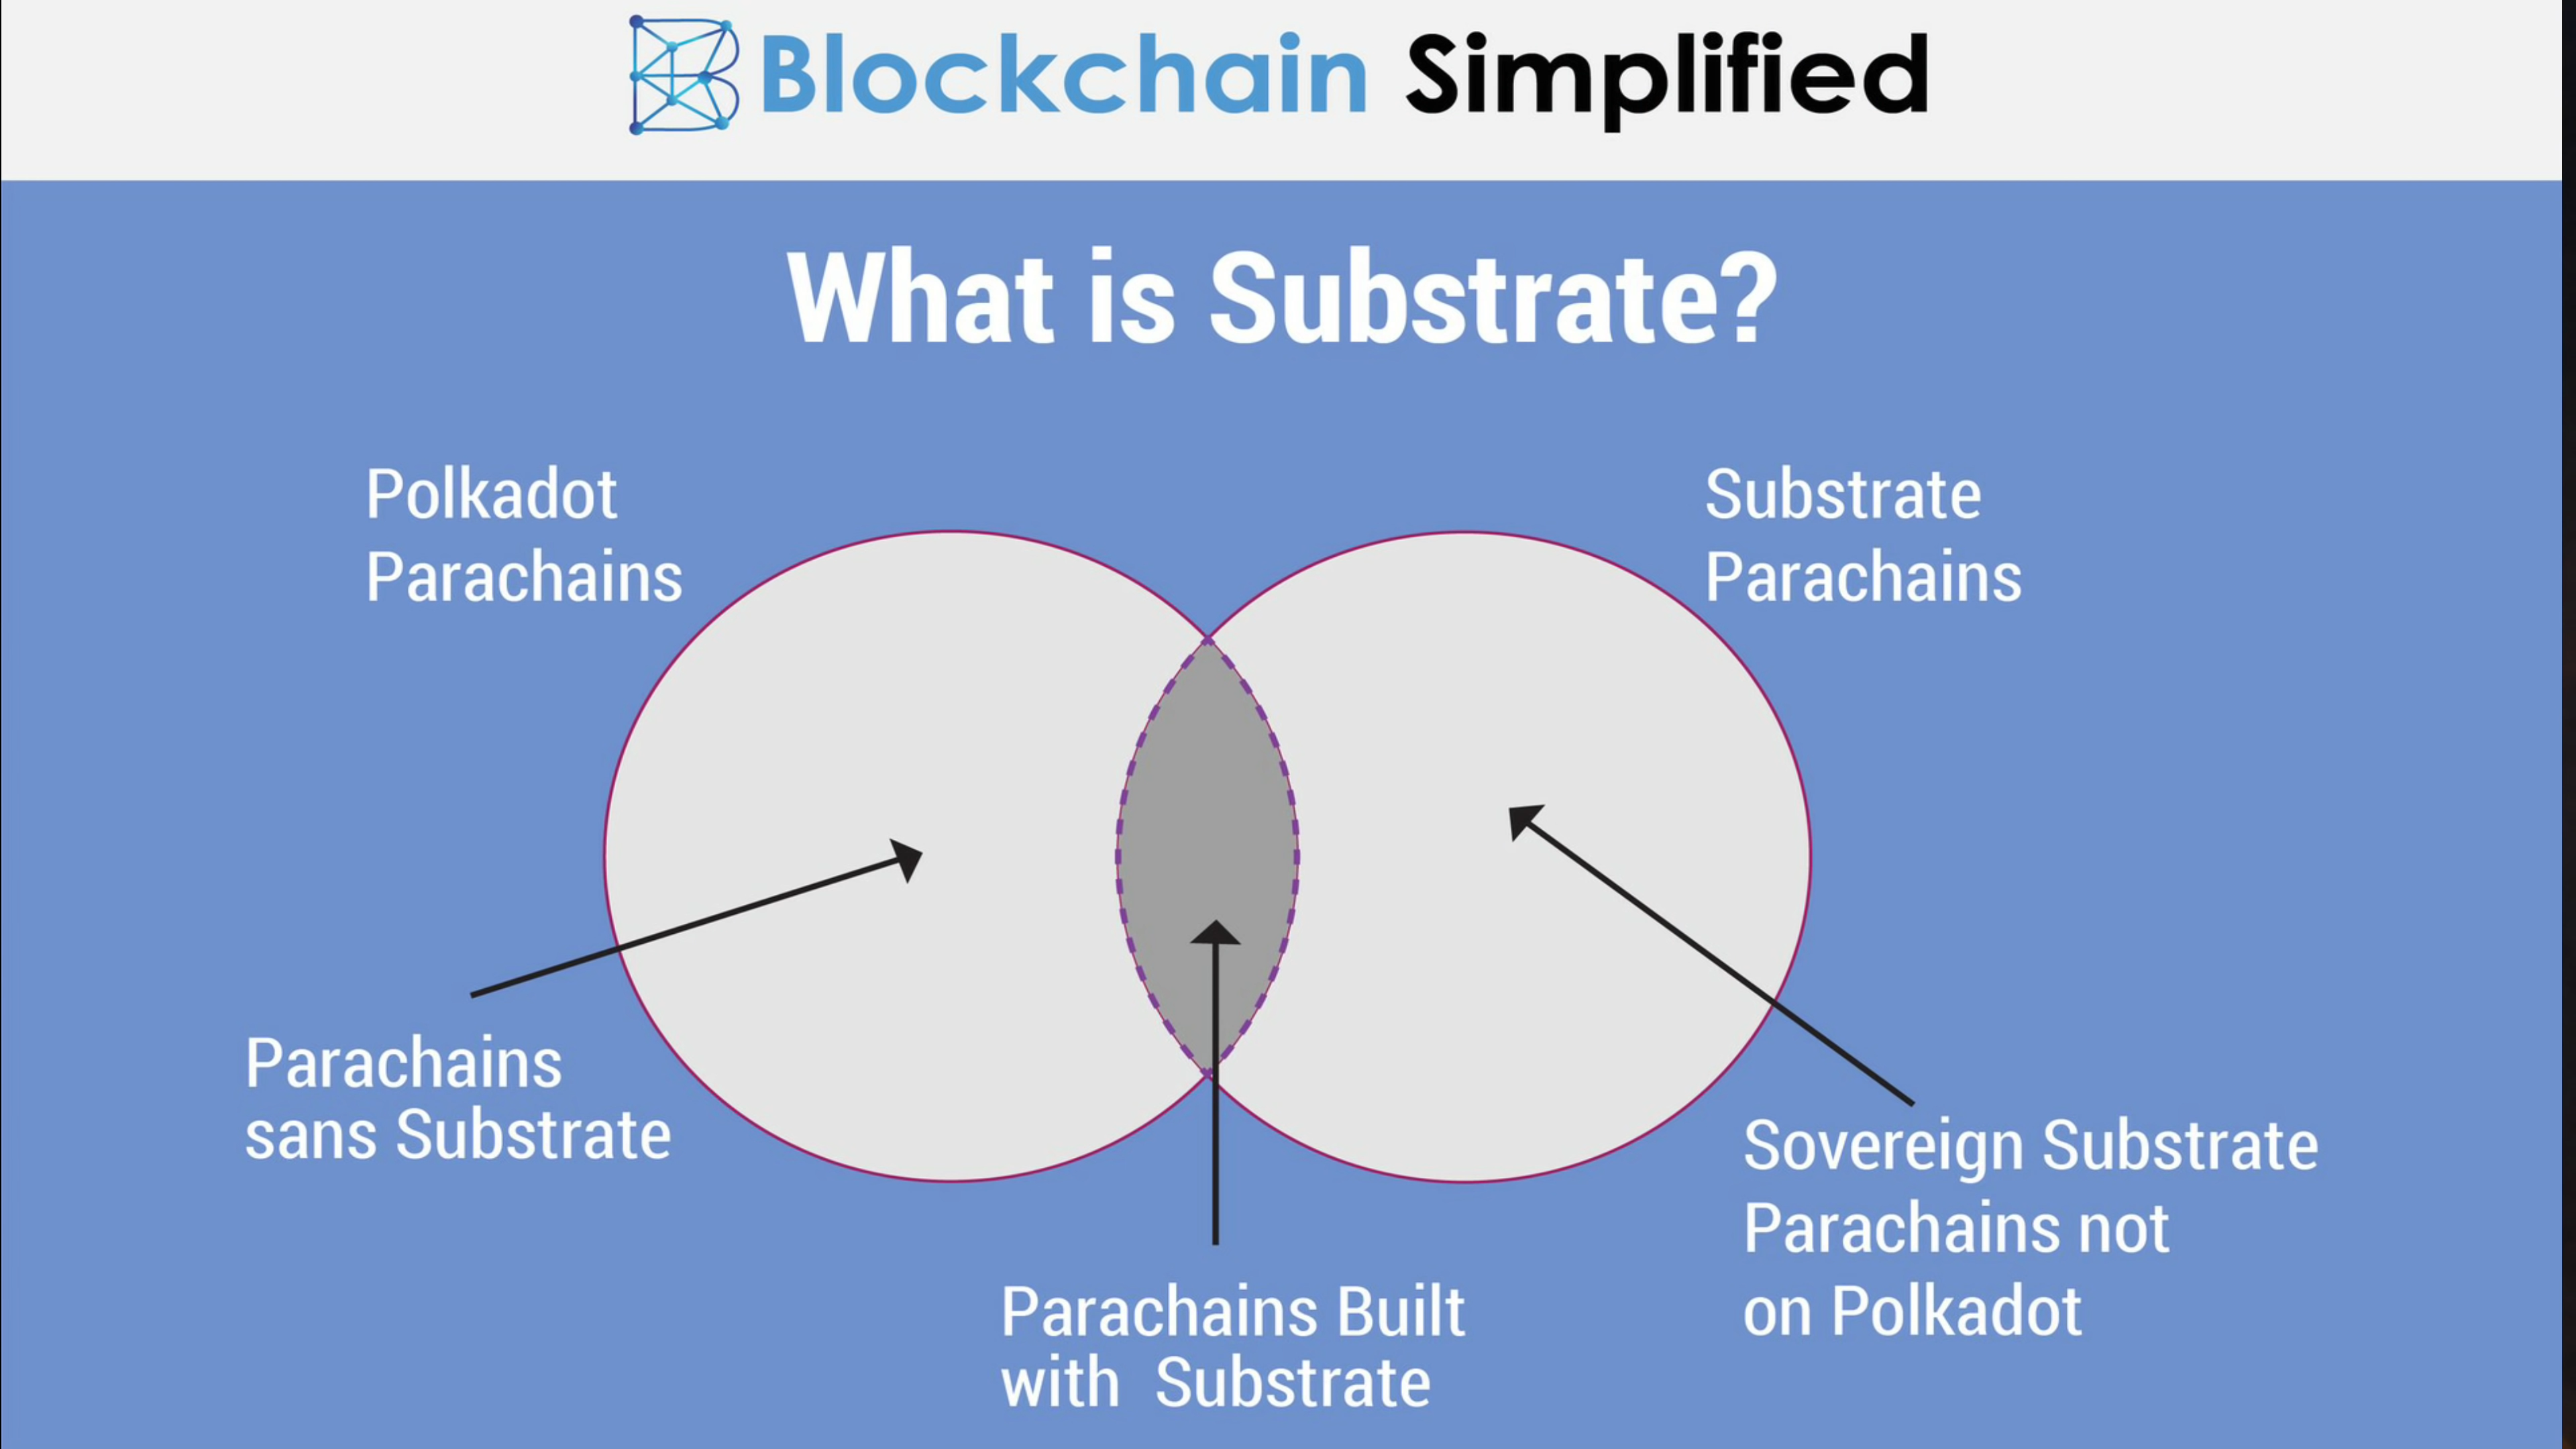 Blockchain Simplified
What is Substrate?
Polkadot
Parachains
Substrate
Parachains
Parachains
sans Substrate
Sovereign Substrate
Parachains not
on Polkadot
Parachains Built
with Substrate